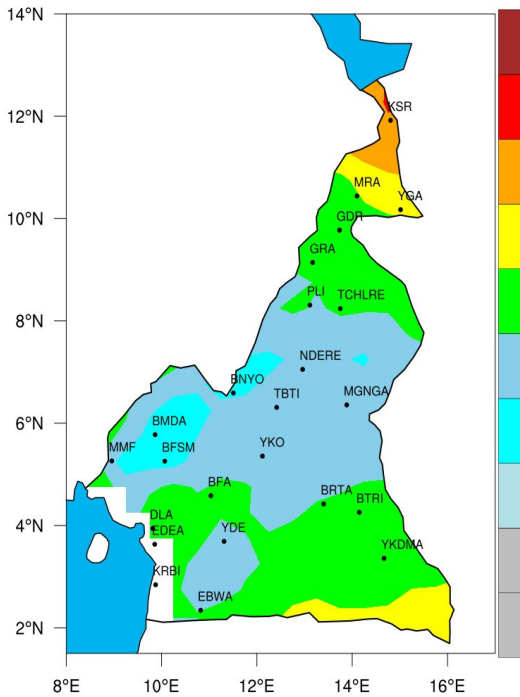 14°N
KSR
12°N
MRA
YGA
10°N
GDR
GRA
PLI
TCHLRE
8°N
NDERE
BNYO
TBTI
MGNGA
6°N
BMDA
MMF
BFSM
YKO
BFA
BRTA
BTRI
4°N
DLA
EDEA
YDE
YKDMA
KRBI
EBWA
2°N
8°E
10°E
12°E
14°E
16°E